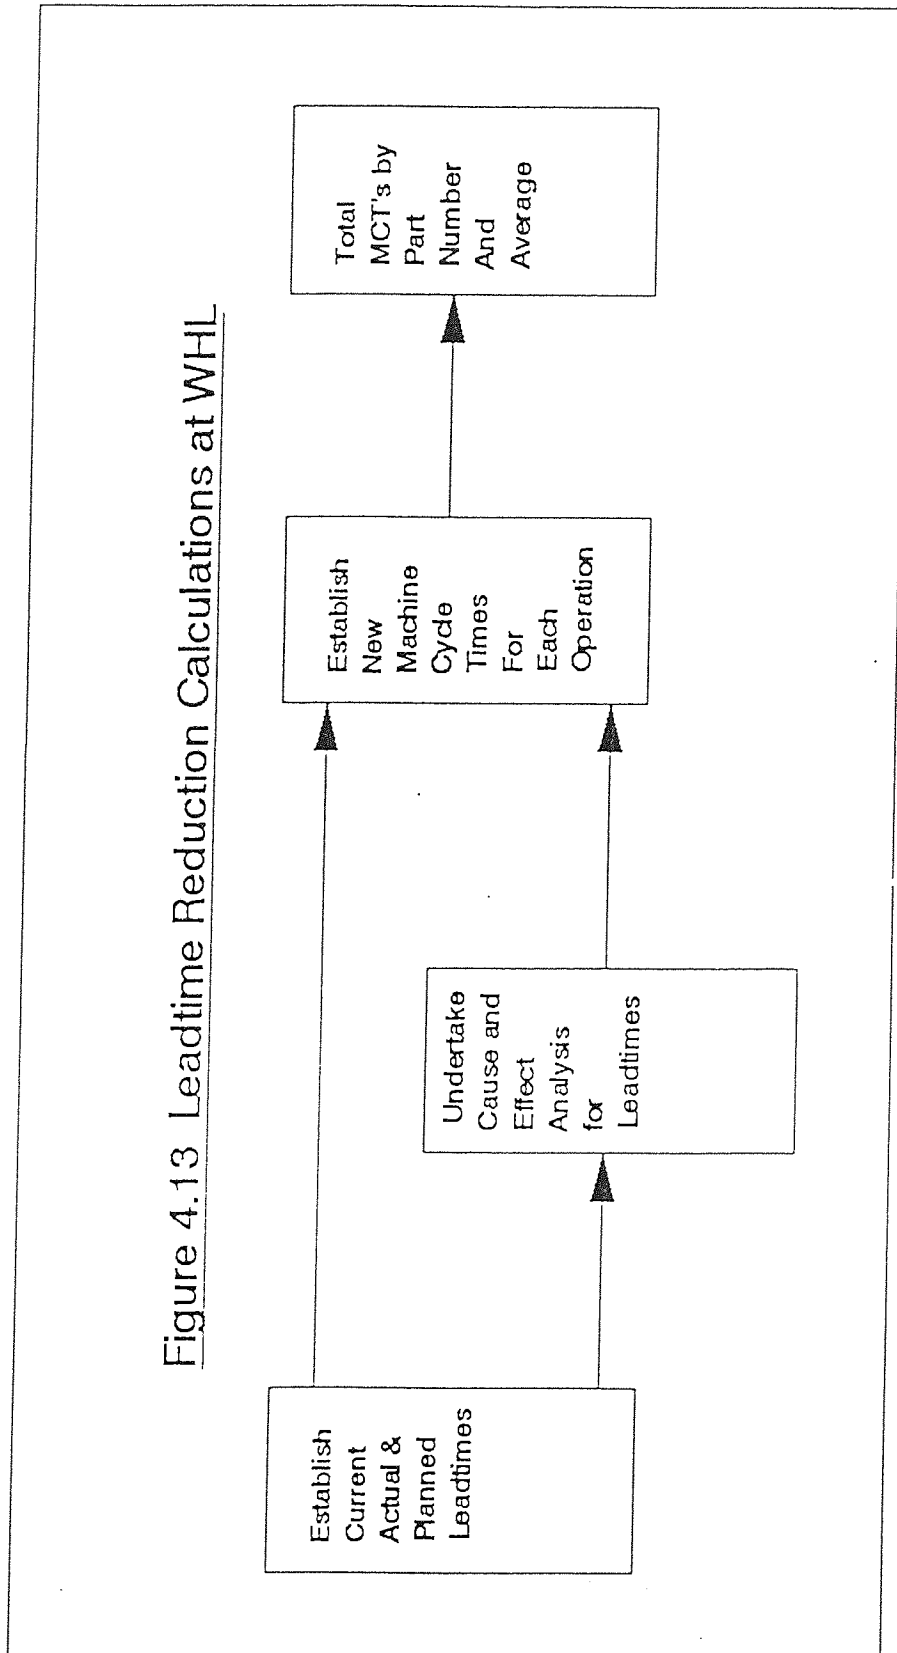 Figure 4.13 Leadtime Reduction Calculations at WHL
Establish
Current
Actual &
Planned
Leadtimes
Undertake
Cause and
Effect
Analysis
for
Leadtimes
Establish
New
Machine
Cycle
Times
For
Each
Operation
Total
MCT's by
Part
Number
And
Average